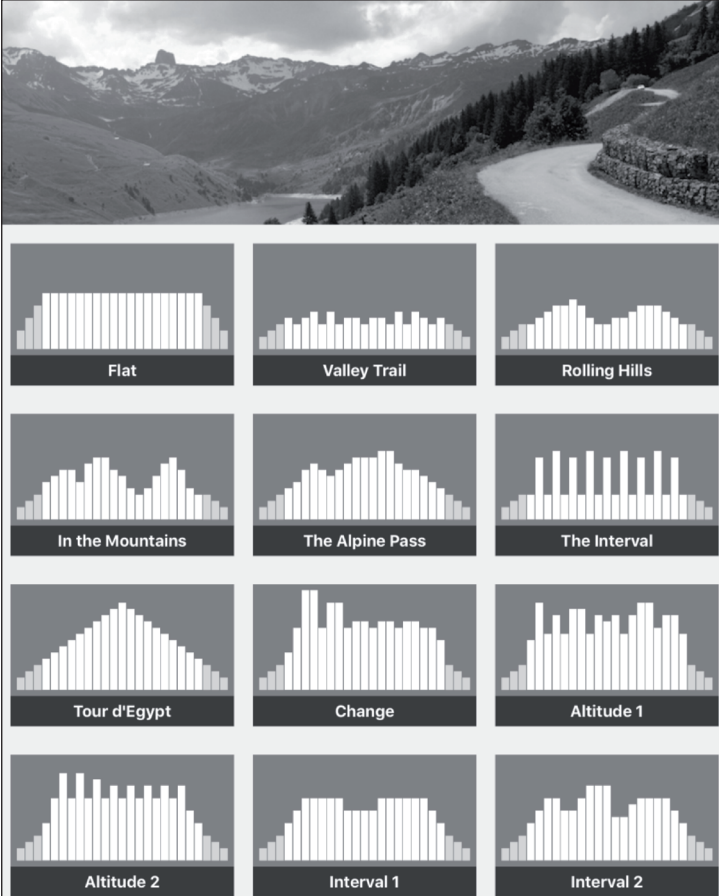 Flat
Valley Trail
Rolling Hills
In the Mountains
The Alpine Pass
The Interval
Tour d'Egypt
Change
Altitude 1
Altitude 2
Interval 1
Interval 2